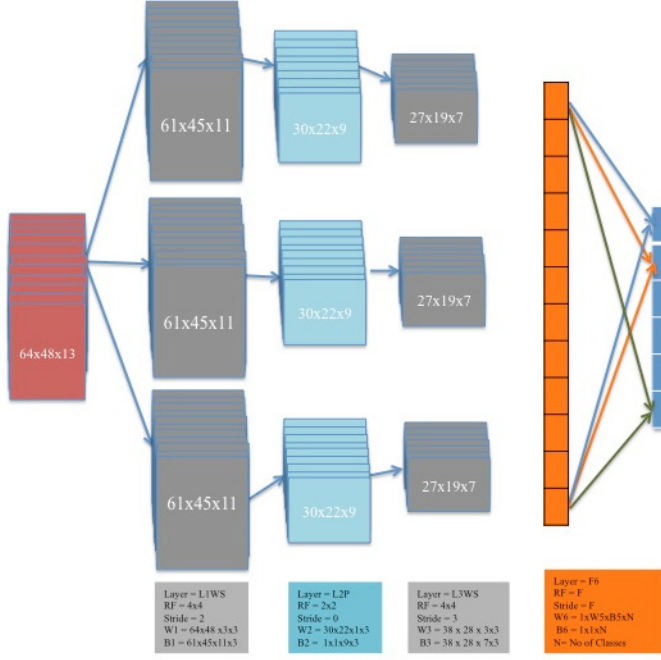 61x45x11
30x22x9
27x19x7
64x48x13
61x45x11
30x22x9
27x19x7
61x45x11
30x22x9
27x19x7
Layer = L1WS
RF = 4x4
Stride = 2
W1 = 64x48 x3x3
B1 = 61x45x11x3
Layer = L2P
RF = 2x2
Stride = 0
W2 = 30x22x1x3
B2 = 1x1x9x3
Layer = L3WS
RF = 4x4
Stride = 3
W3 = 38 x 28 x 3x3
B3 = 38 x 28 x 7x3
Layer = F6
RF = F
Stride = F
W6 = 1xW5xB5xN
B6 = 1x1xN
N= No of Classes